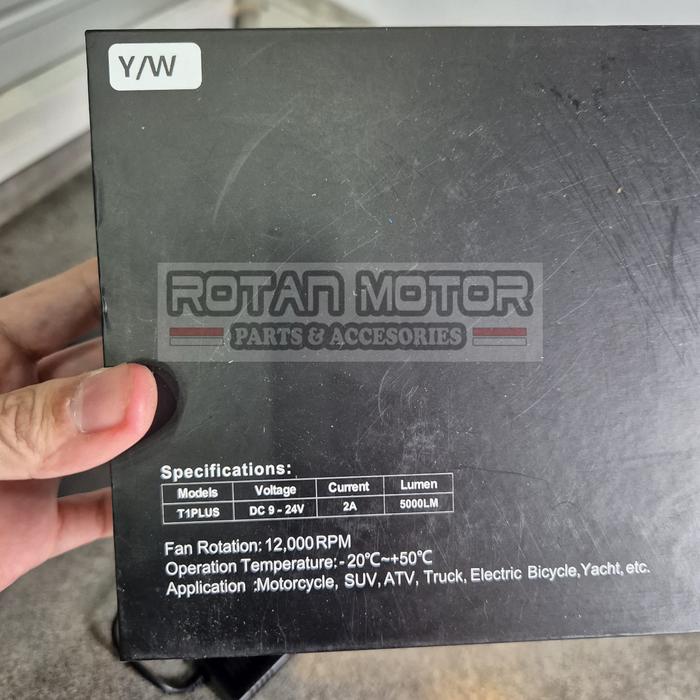 Y/W
ROTAN MOTOR
PARTS & ACCESORIES
Specifications:
Models Voltage Current Lumen
T1PLUS DC 9 - 24V 2A 5000LM
Fan Rotation: 12,000 RPM
Operation Temperature: - 20℃~+50℃
Application :Motorcycle, SUV, ATV, Truck, Electric Bicycle, Yacht, etc.